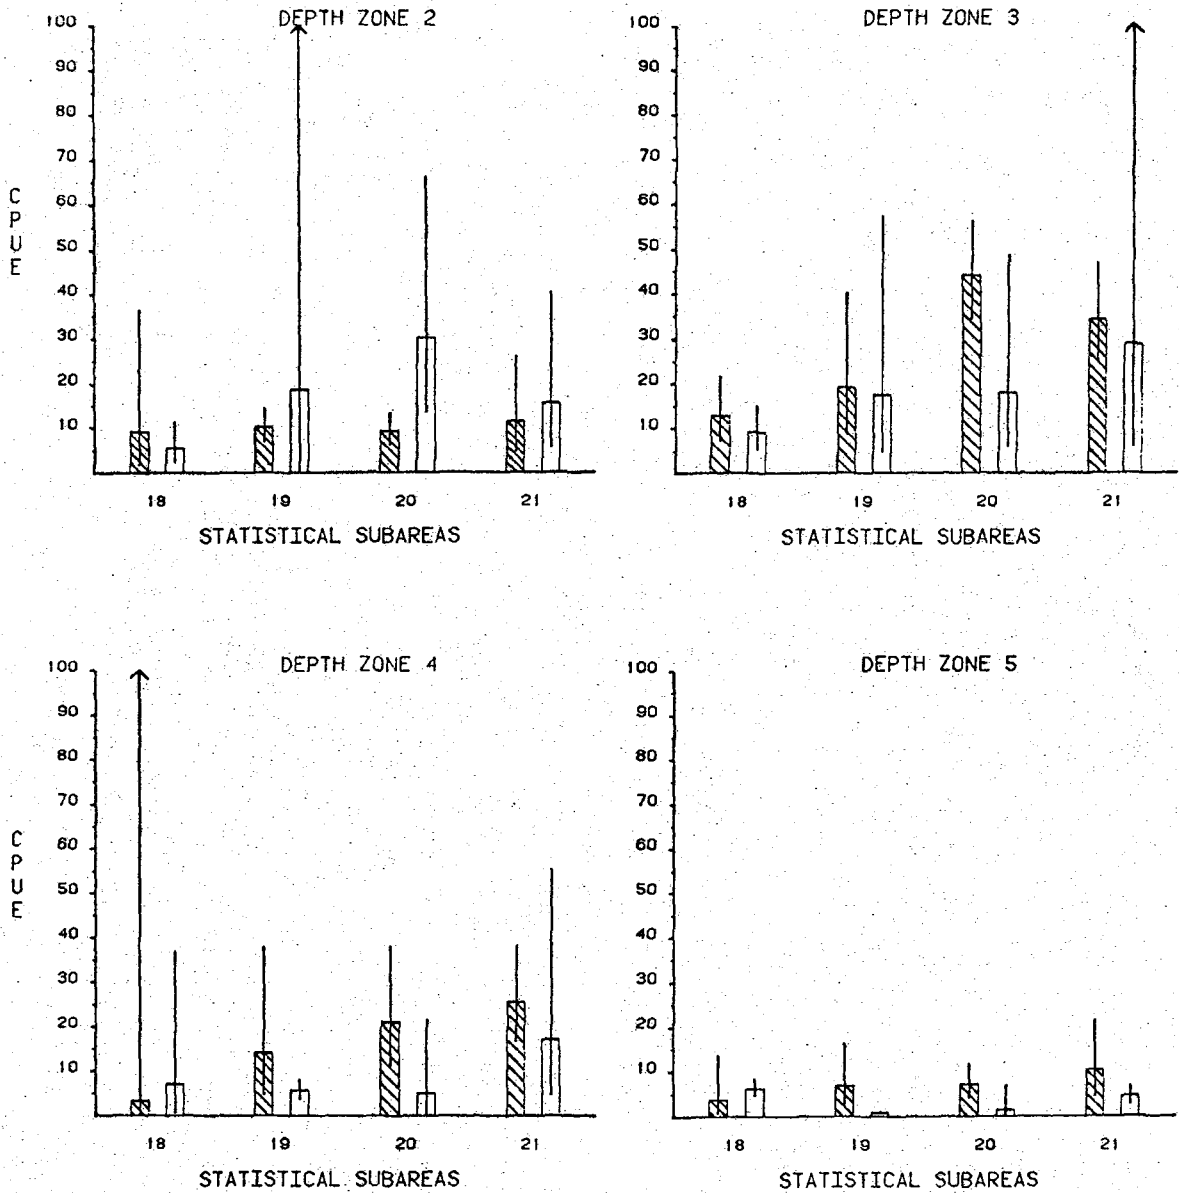 DEPTH ZONE 2
100
90
80
70
60
50
40
30
20
10
C
P
U
E
18 19 20 21
STATISTICAL SUBAREAS
DEPTH ZONE 3
100
90
80
70
60
50
40
30
20
10
18 19 20 21
STATISTICAL SUBAREAS
DEPTH ZONE 4
100
90
80
70
60
50
40
30
20
10
C
P
U
E
18 19 20 21
STATISTICAL SUBAREAS
DEPTH ZONE 5
100
90
80
70
60
50
40
30
20
10
18 19 20 21
STATISTICAL SUBAREAS